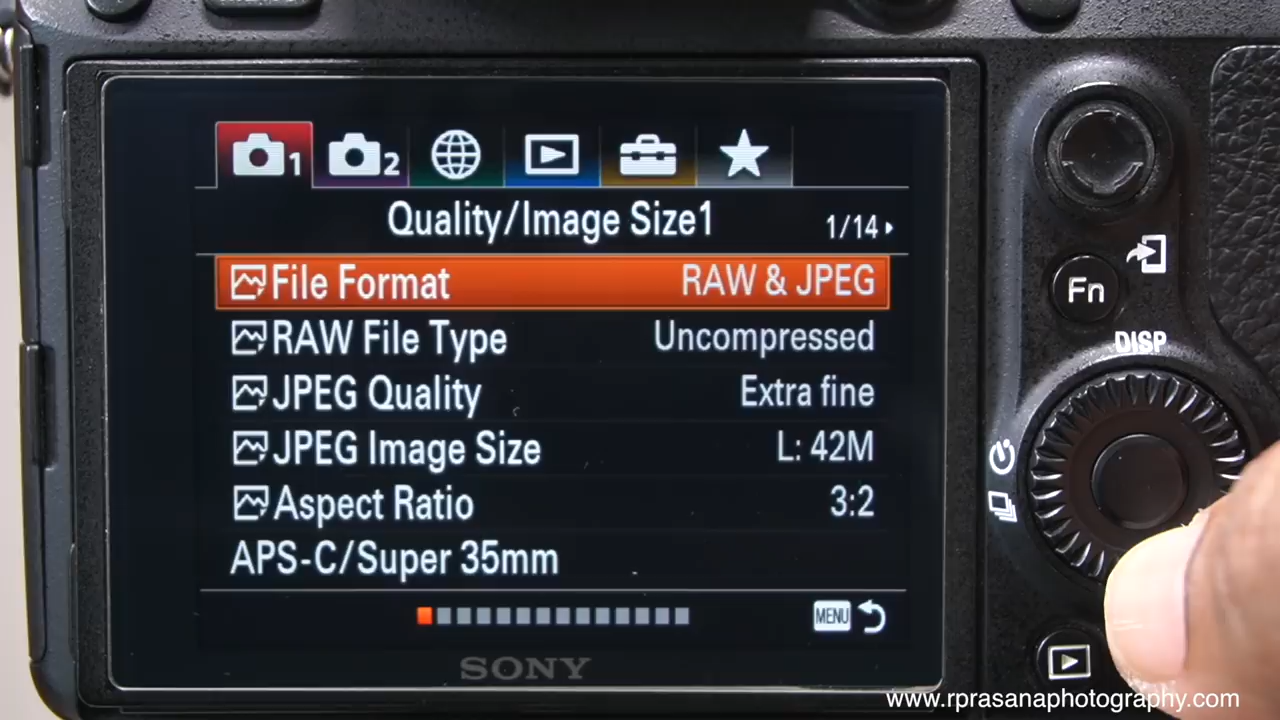 1
2
Quality/Image Size1
1/14
File Format RAW & JPEG
RAW File Type Uncompressed
JPEG Quality Extra fine
JPEG Image Size L: 42M
Aspect Ratio 3:2
APS-C/Super 35mm
MENU
SONY
Fn
DISP
www.rprasanaphotography.com